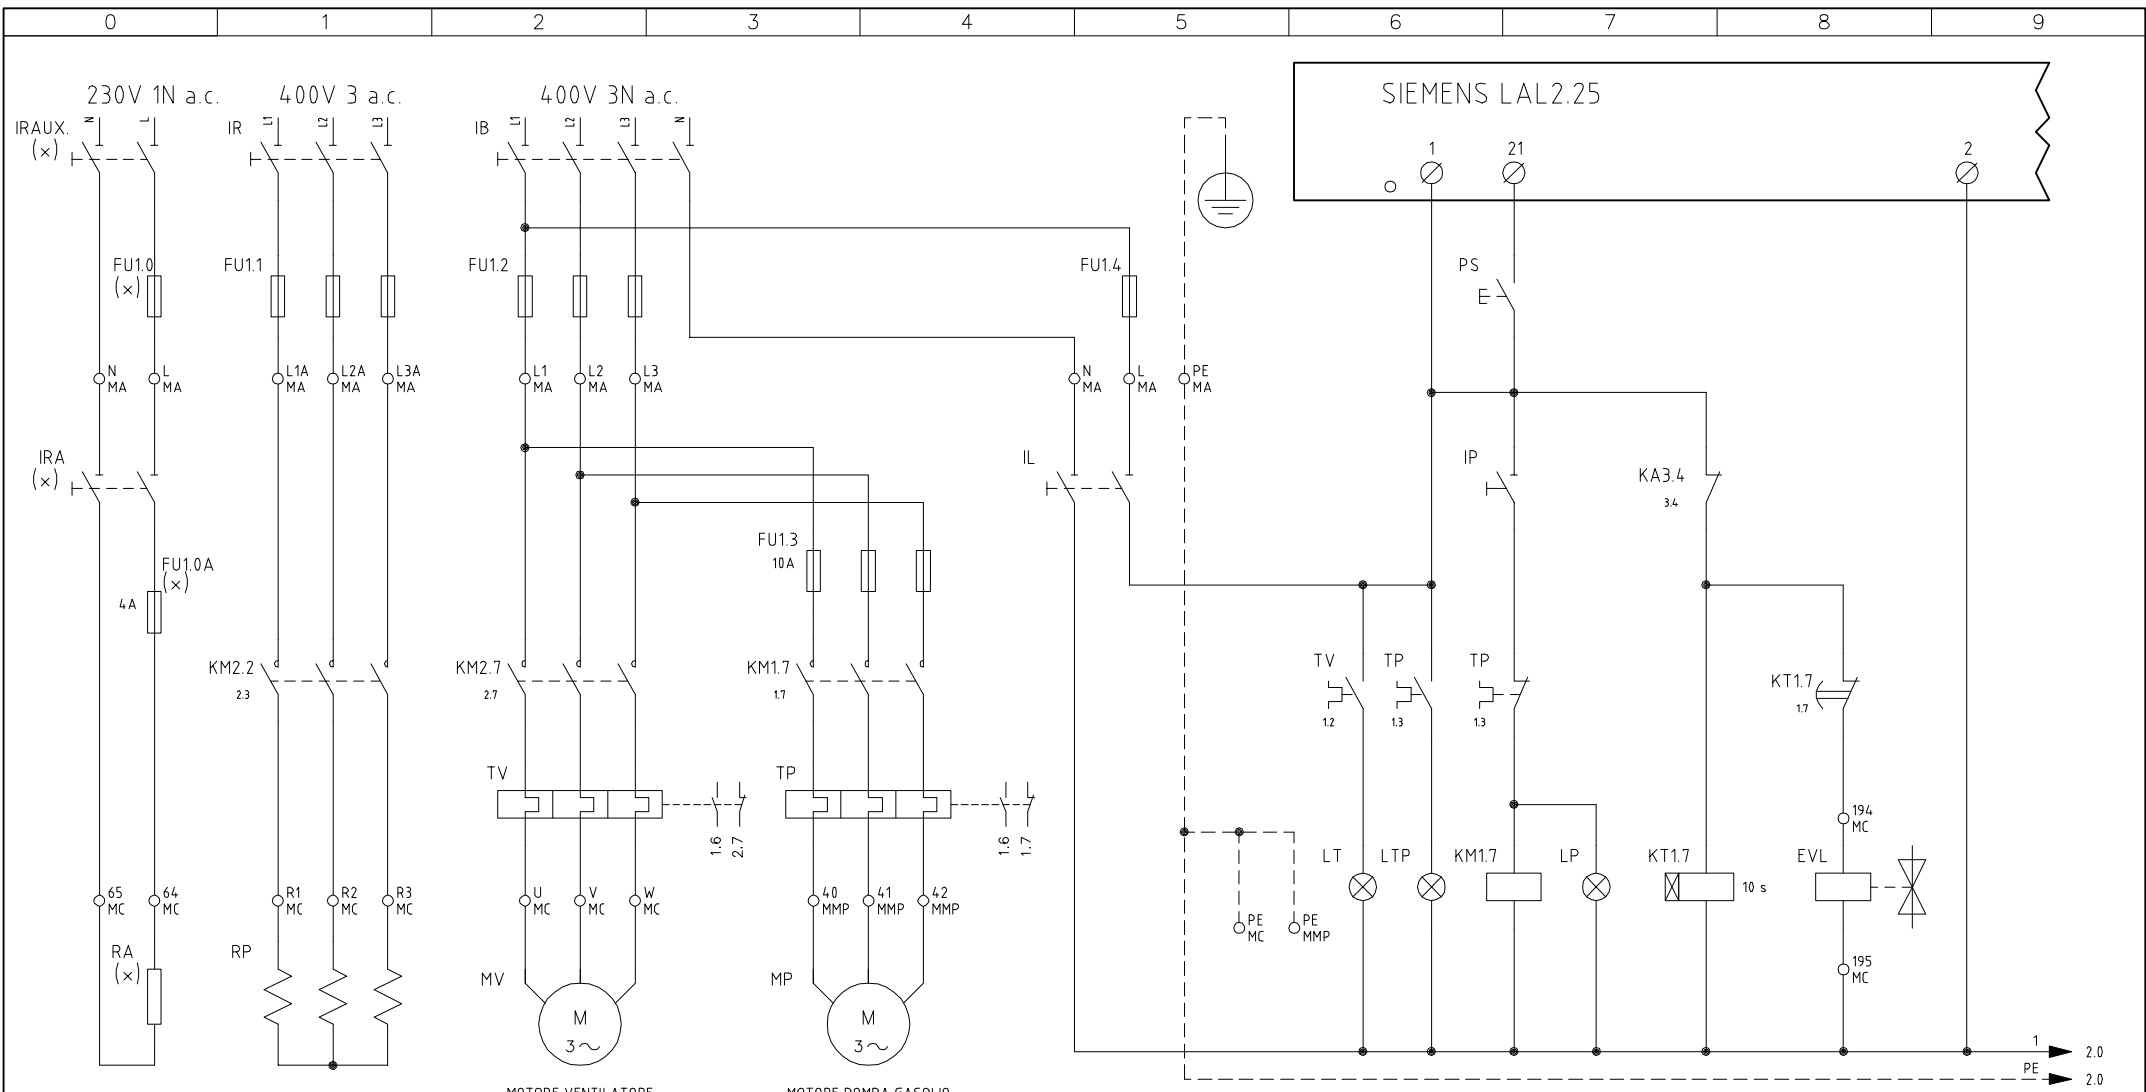 0 1 2 3 4 5 6 7 8 9
230V 1N a.c. 400V 3 a.c. 400V 3N a.c. SIEMENS LAL2.25
N L L1 L2 L3 L1 L2 L3 N
IRAUX. IR IB
(x)
1 21 2
FU1.0 FU1.1 FU1.2 FU1.4 PS
(x)
N L L1A L2A L3A L1 L2 L3 N L PE
MA MA MA MA MA MA MA MA MA MA MA
IRA IL IP KA3.4
(x) 3.4
FU1.3
10A
FU1.0A
(x)
4A
KM2.2 KM2.7 KM1.7 TV TP TP KT1.7
2.3 2.7 1.7 1.2 1.3 1.3 1.7
TV TP
1.6 2.7 1.6 1.7
194
MC
LT LTP KM1.7 LP KT1.7 EVL
10 s
65 64 R1 R2 R3 U V W 40 41 42
MC MC MC MC MC MC MC MC MMP MMP MMP
PE PE
MC MMP
RA RP
(x)
195
MC
MV MP
M M
3~ 3~
1 2.0
PE 2.0
MOTORE VENTILATORE MOTORE POMPA GASOLIO